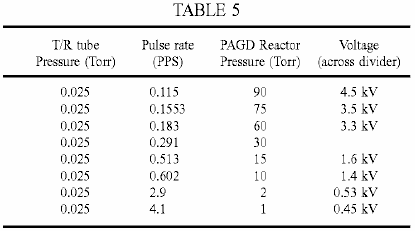 TABLE 5
T/R tube Pulse rate PAGD Reactor Voltage
Pressure (Torr) (PPS) Pressure (Torr) (across divider)
0.025 0.115 90 4.5 kV
0.025 0.1553 75 3.5 kV
0.025 0.183 60 3.3 kV
0.025 0.291 30
0.025 0.513 15 1.6 kV
0.025 0.602 10 1.4 kV
0.025 2.9 2 0.53 kV
0.025 4.1 1 0.45 kV